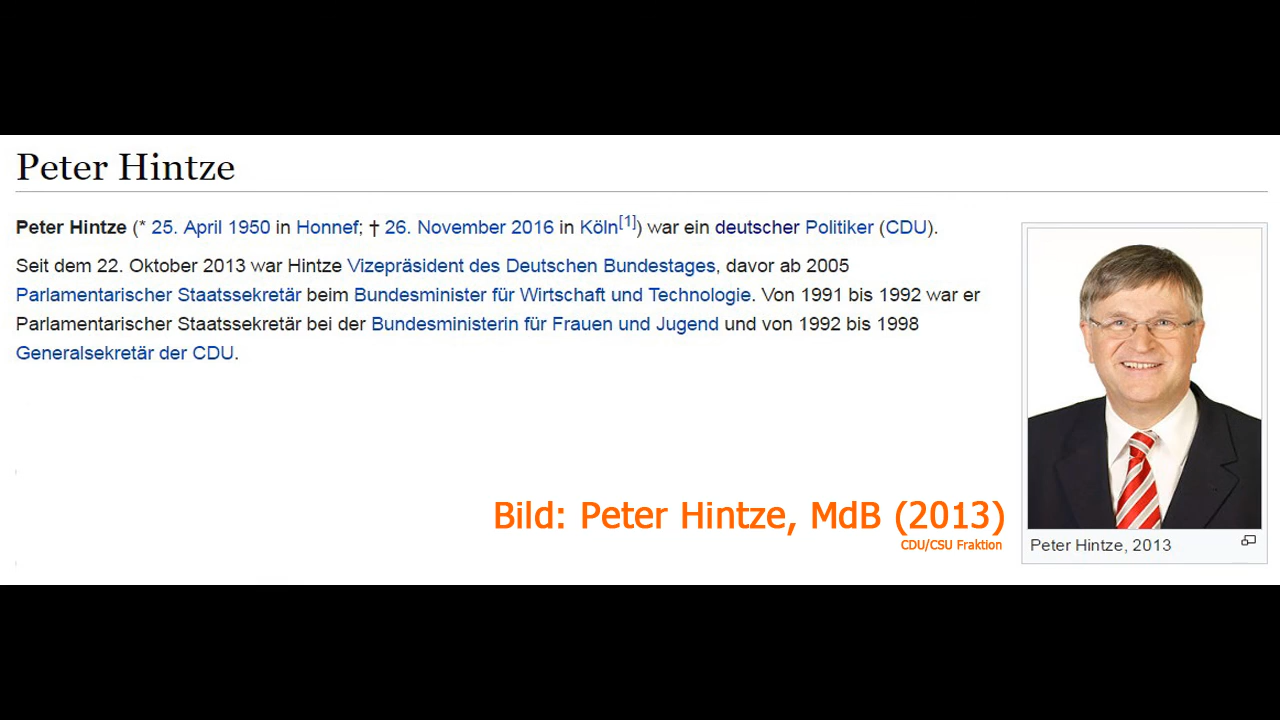 Peter Hintze
Peter Hintze (* 25. April 1950 in Honnef; † 26. November 2016 in Köln[1]) war ein deutscher Politiker (CDU).
Seit dem 22. Oktober 2013 war Hintze Vizepräsident des Deutschen Bundestages, davor ab 2005
Parlamentarischer Staatssekretär beim Bundesminister für Wirtschaft und Technologie. Von 1991 bis 1992 war er
Parlamentarischer Staatssekretär bei der Bundesministerin für Frauen und Jugend und von 1992 bis 1998
Generalsekretär der CDU.
Bild: Peter Hintze, MdB (2013)
CDU/CSU Fraktion
Peter Hintze, 2013